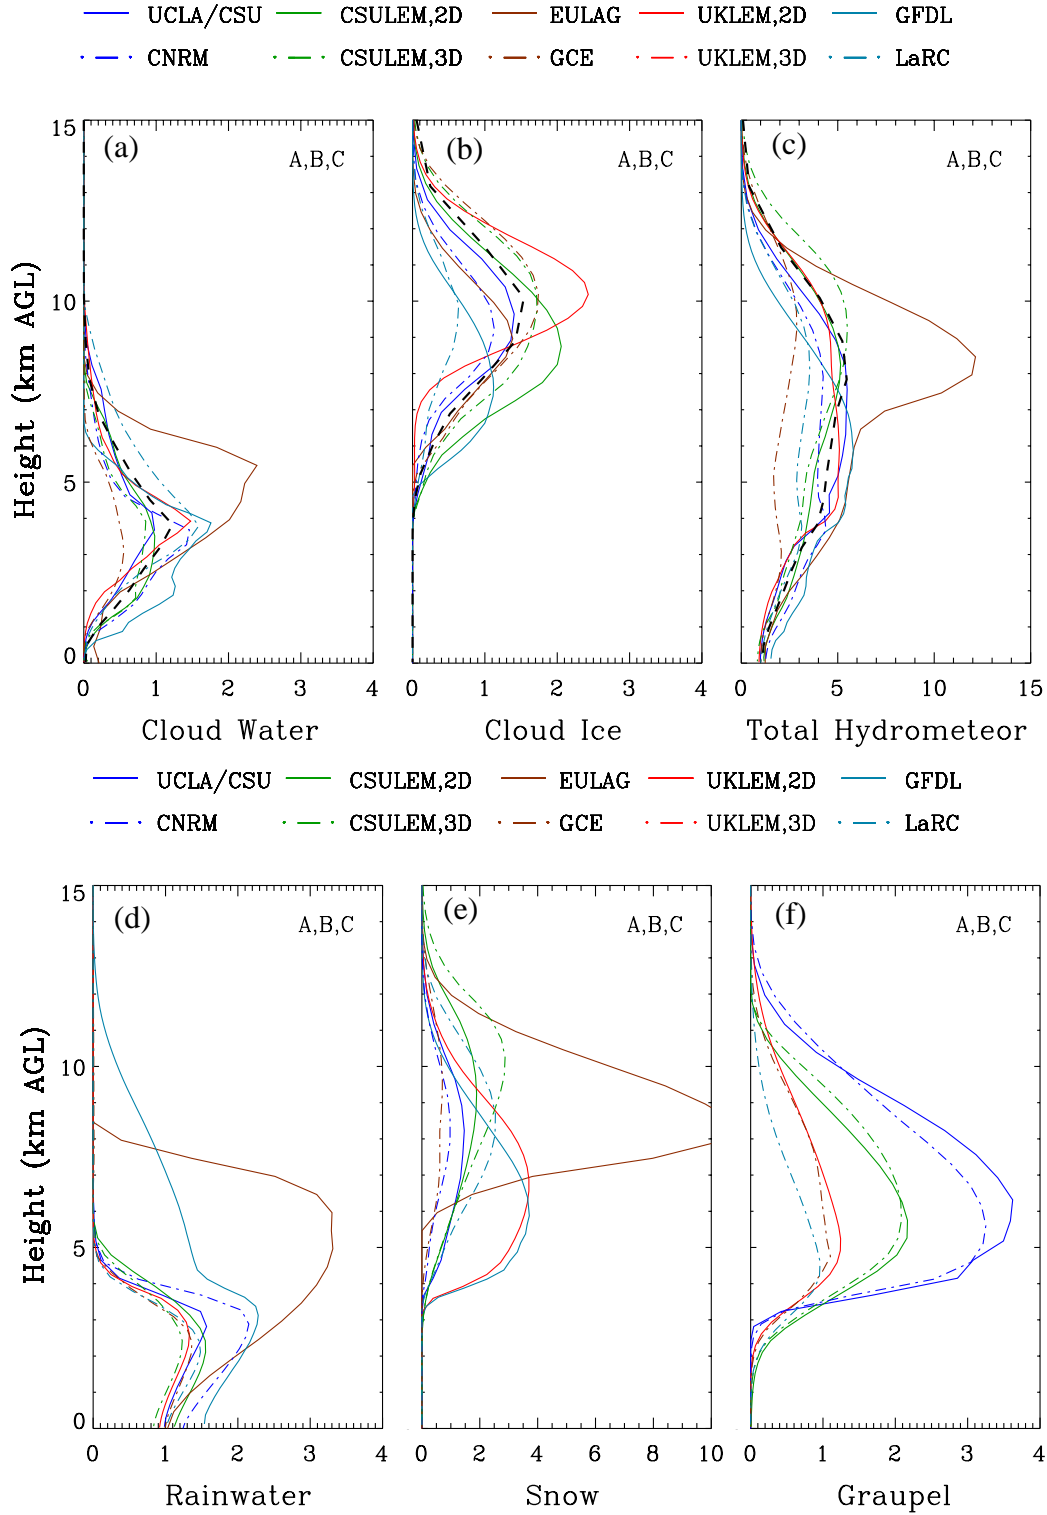 UCLA/CSU CSULEM,2D EULAG UKLEM,2D GFDL
CNRM CSULEM,3D GCE UKLEM,3D LaRC
(a) A,B,C
(b) A,B,C
(c) A,B,C
15
10
5
0
Height (km AGL)
0 1 2 3 4
0 1 2 3 4
0 5 10 15
Cloud Water
Cloud Ice
Total Hydrometeor
UCLA/CSU CSULEM,2D EULAG UKLEM,2D GFDL
CNRM CSULEM,3D GCE UKLEM,3D LaRC
(d) A,B,C
(e) A,B,C
(f) A,B,C
15
10
5
0
Height (km AGL)
0 1 2 3 4
0 2 4 6 8 10
0 1 2 3 4
Rainwater
Snow
Graupel